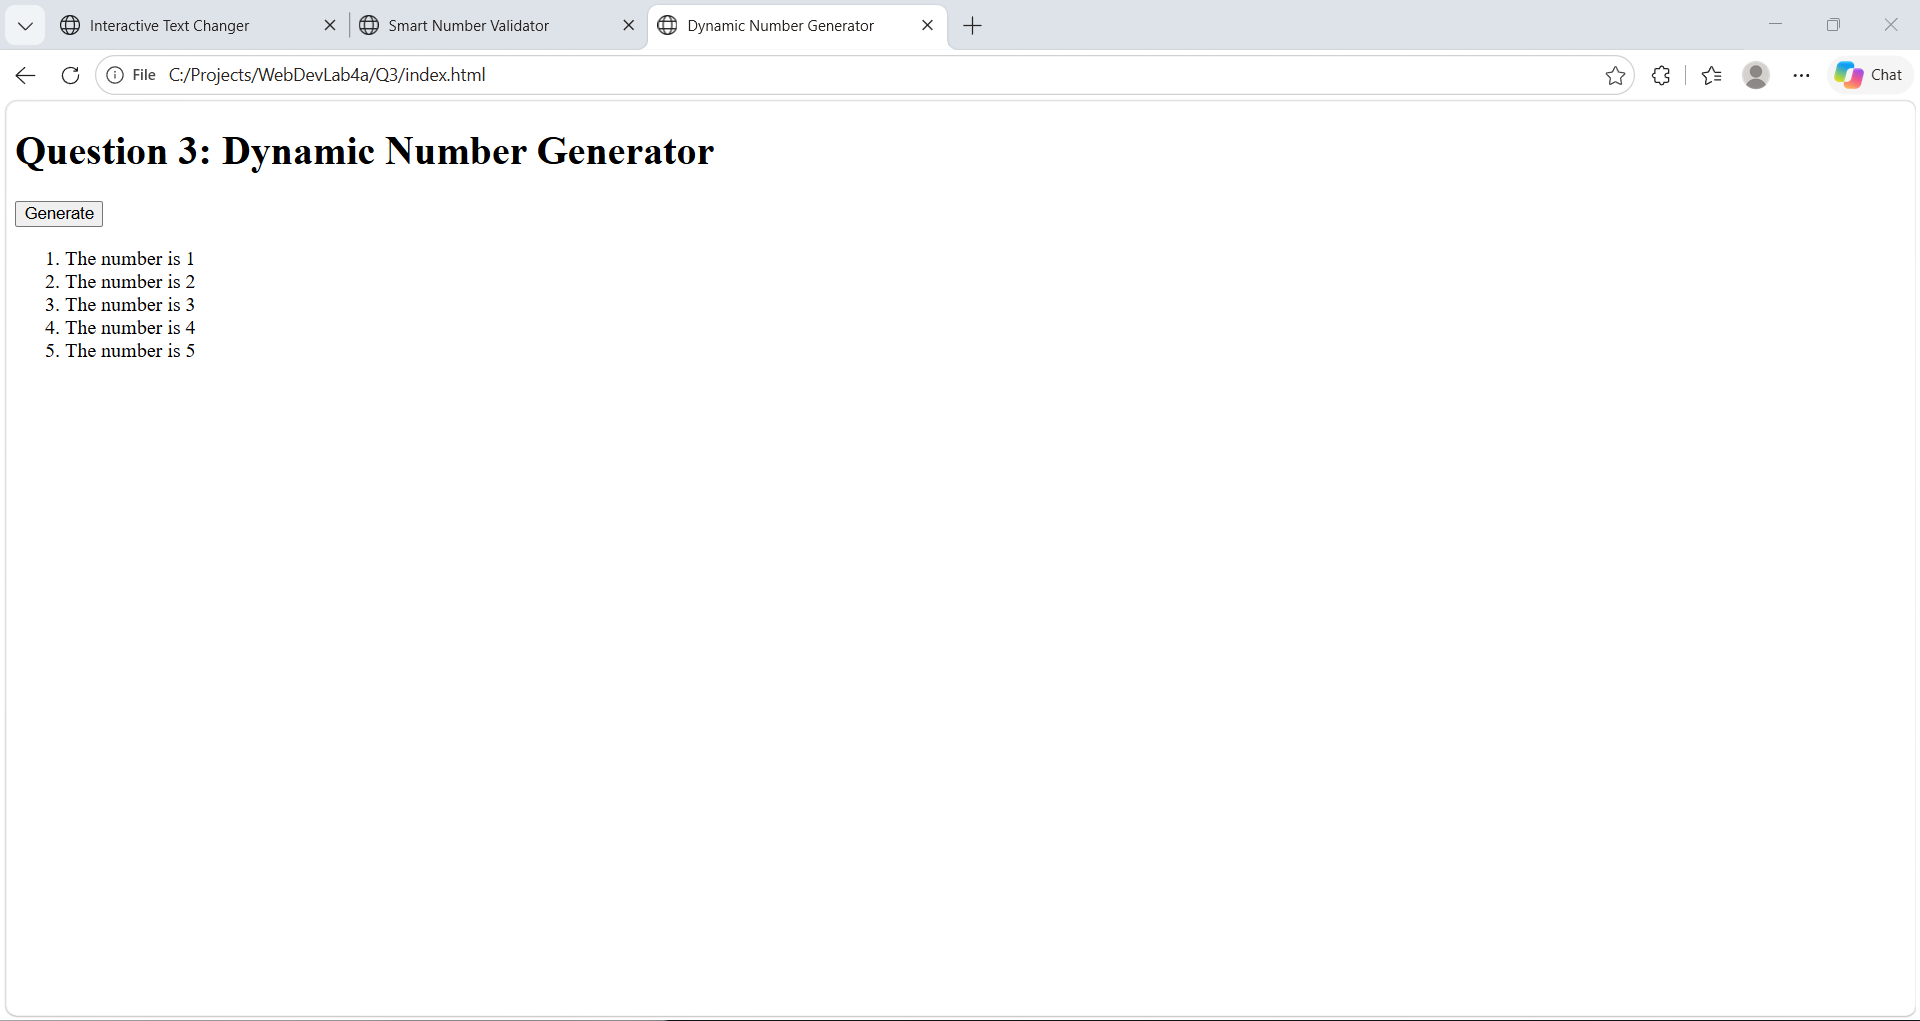 Interactive Text Changer
Smart Number Validator
Dynamic Number Generator
File C:/Projects/WebDevLab4a/Q3/index.html
Chat
Question 3: Dynamic Number Generator
Generate
1. The number is 1
2. The number is 2
3. The number is 3
4. The number is 4
5. The number is 5